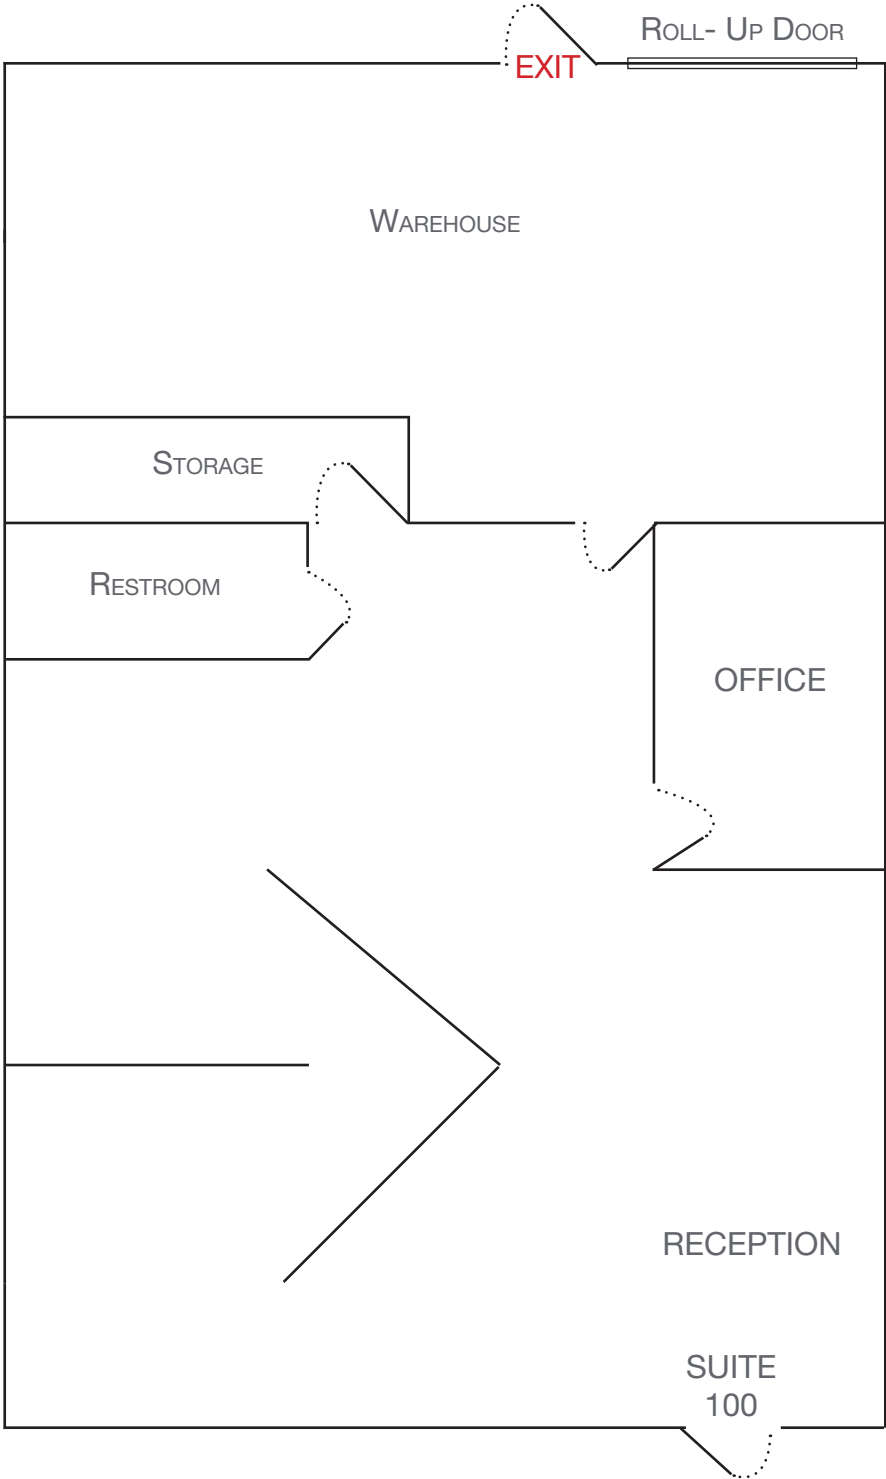 Roll- Up Door
EXIT
Warehouse
Storage
Restroom
OFFICE
RECEPTION
SUITE
100